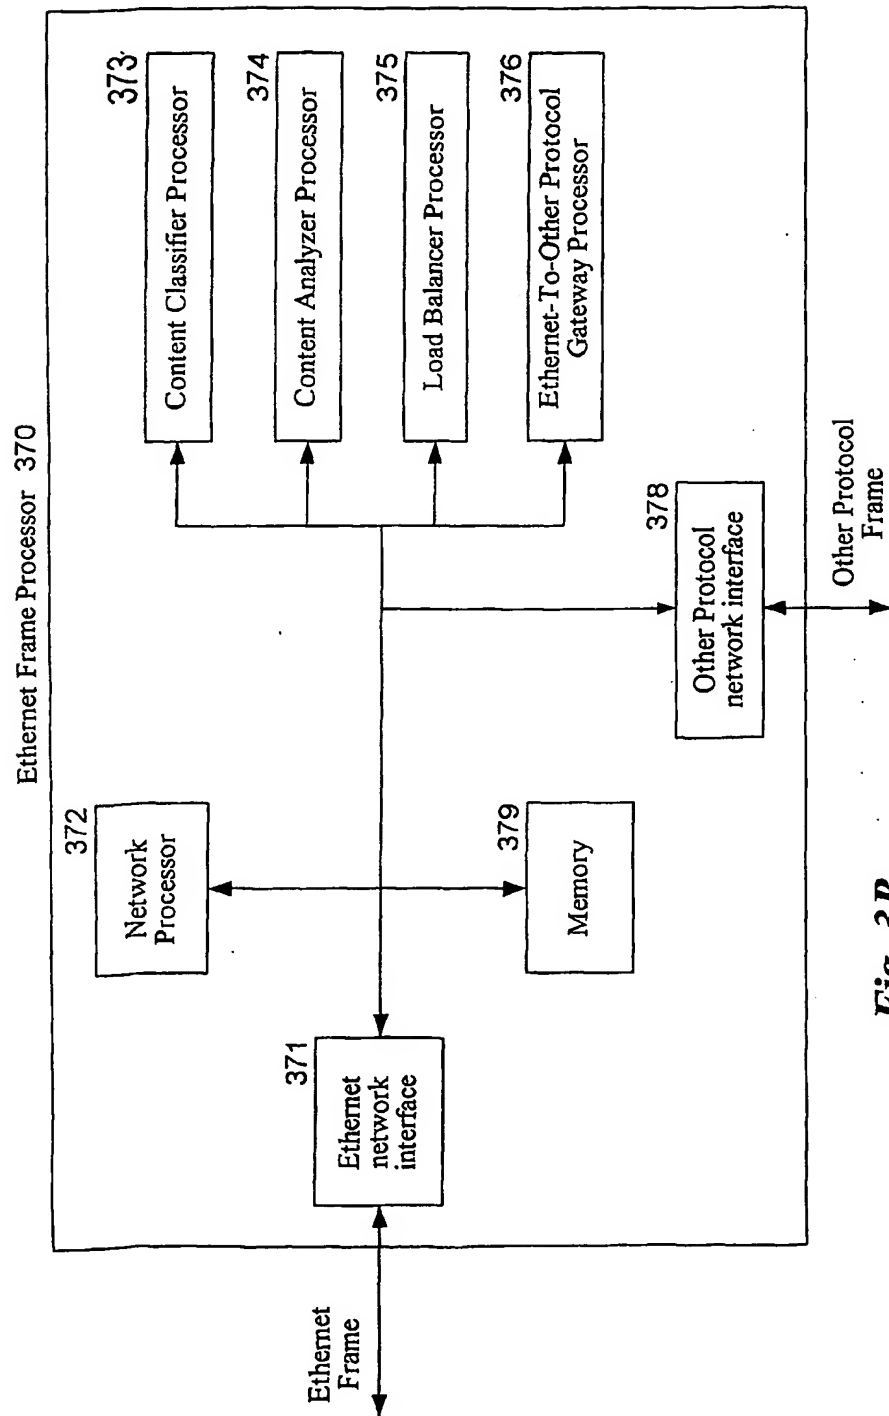 Ethernet Frame Processor 370
372
Network
Processor
373
Content Classifier Processor
374
Content Analyzer Processor
375
Load Balancer Processor
376
Ethernet-To-Other Protocol
Gateway Processor
371
Ethernet
network
interface
Ethernet
Frame
379
Memory
378
Other Protocol
network interface
Other Protocol
Frame